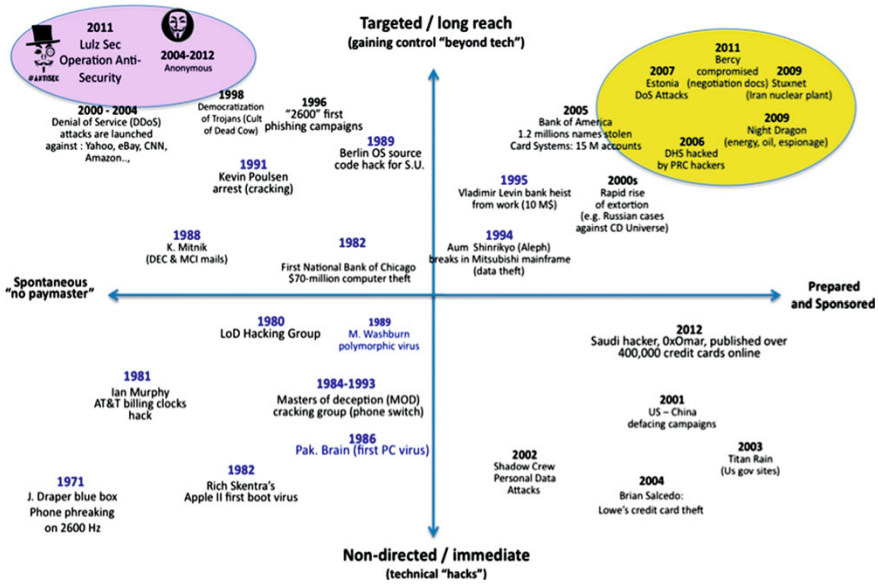 Targeted / long reach
(gaining control "beyond tech")
2011
Lulz Sec
Operation Anti-
Security
#ANTISEC
2004-2012
Anonymous
2011
Bercy
compromised
(negotiation docs)
2007
Estonia
DoS Attacks
2009
Stuxnet
(Iran nuclear plant)
2009
Night Dragon
(energy, oil, espionage)
2006
DHS hacked
by PRC hackers
2000 - 2004
Denial of Service (DDoS)
attacks are launched
against : Yahoo, eBay, CNN,
Amazon..,
1998
Democratization
of Trojans (Cult
of Dead Cow)
1996
"2600" first
phishing campaigns
1989
Berlin OS source
code hack for S.U.
2005
Bank of America
1.2 millions names stolen
Card Systems: 15 M accounts
1991
Kevin Poulsen
arrest (cracking)
1995
Vladimir Levin bank heist
from work (10 M$)
2000s
Rapid rise
of extortion
(e.g. Russian cases
against CD Universe)
1988
K. Mitnik
(DEC & MCI mails)
1982
First National Bank of Chicago
$70-million computer theft
1994
Aum Shinrikyo (Aleph)
breaks in Mitsubishi mainframe
(data theft)
Spontaneous
"no paymaster"
Prepared
and Sponsored
1980
LoD Hacking Group
1989
M. Washburn
polymorphic virus
2012
Saudi hacker, 0xOmar, published over
400,000 credit cards online
1981
Ian Murphy
AT&T billing clocks
hack
1984-1993
Masters of deception (MOD)
cracking group (phone switch)
2001
US – China
defacing campaigns
1986
Pak. Brain (first PC virus)
2003
Titan Rain
(Us gov sites)
2002
Shadow Crew
Personal Data
Attacks
2004
Brian Salcedo:
Lowe's credit card theft
1971
J. Draper blue box
Phone phreaking
on 2600 Hz
1982
Rich Skentra's
Apple II first boot virus
Non-directed / immediate
(technical "hacks")